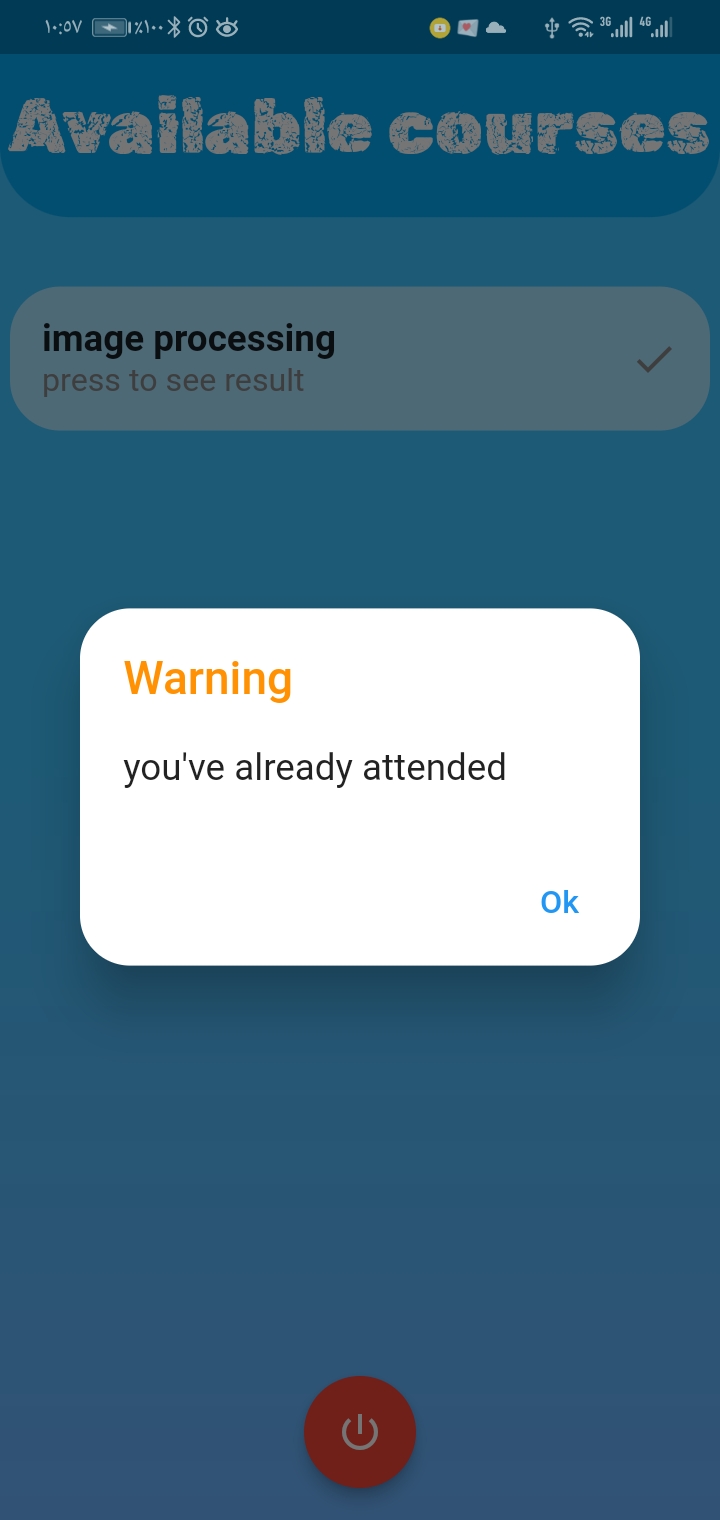 ١٠:٥٧ ٪١٠٠ 3G 4G
Available courses
image processing
press to see result
Warning
you've already attended
Ok